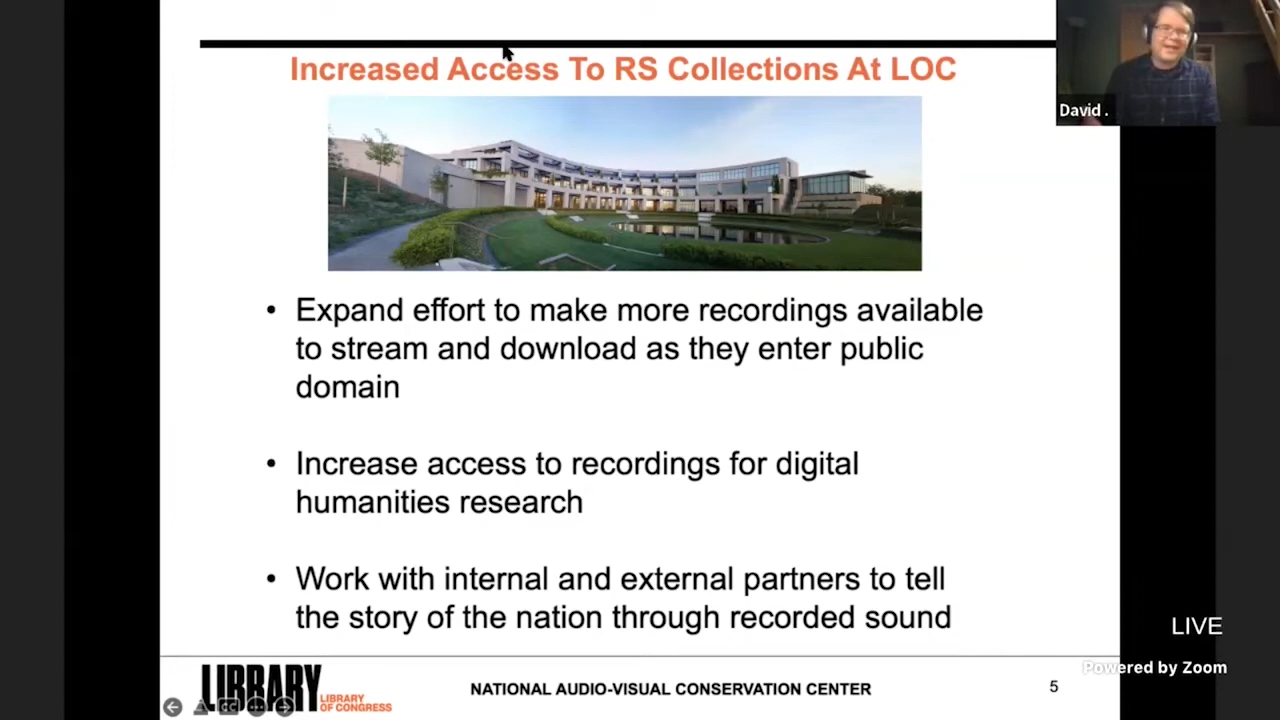 Increased Access To RS Collections At LOC
David .
• Expand effort to make more recordings available
to stream and download as they enter public
domain
• Increase access to recordings for digital
humanities research
• Work with internal and external partners to tell
the story of the nation through recorded sound
LIVE
Powered by Zoom
LIBRARY
LIBRARY
OF CONGRESS
NATIONAL AUDIO-VISUAL CONSERVATION CENTER
5